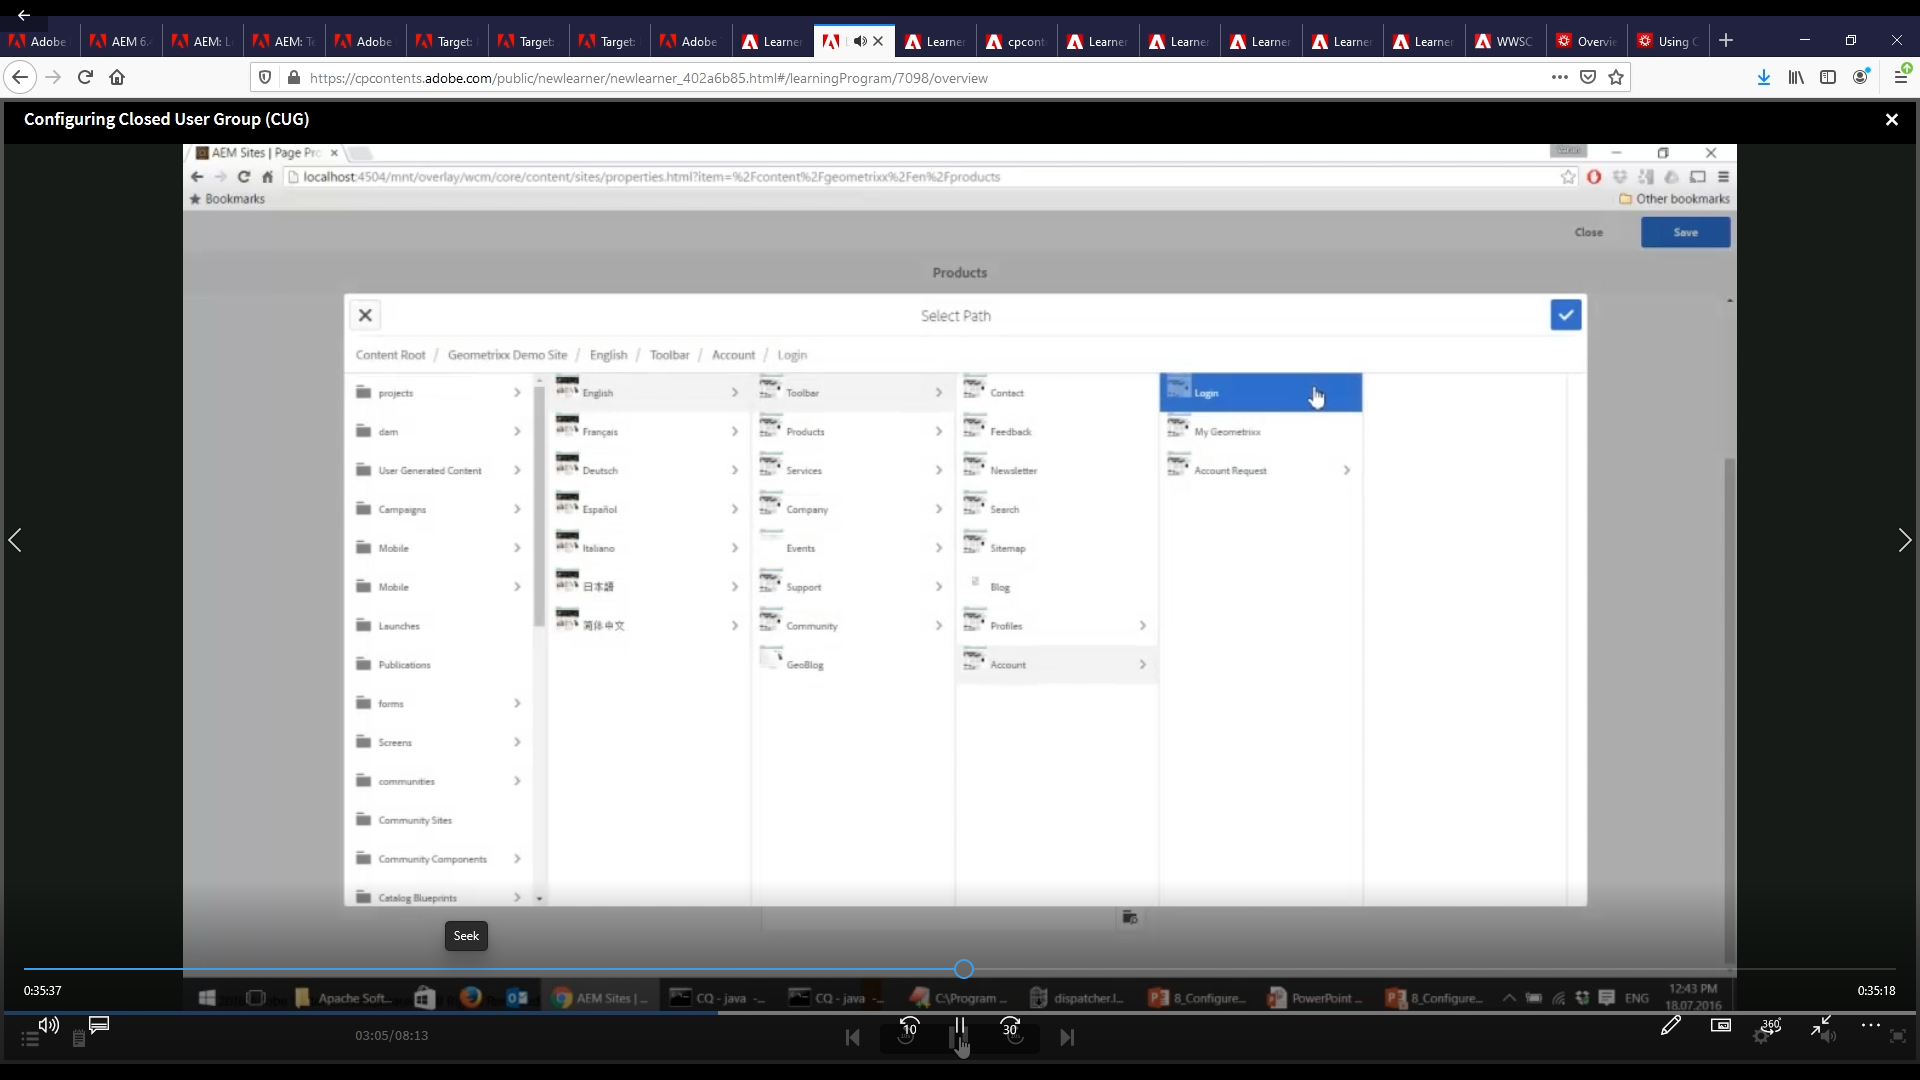 Adobe AEM 6. AEM: L AEM: Te Adobe Target: Target: Target: Adobe Learner Learner cpcont Learner Learner Learner Learner Learner WWSC Overvie Using C
https://cpcontents.adobe.com/public/newlearner/newlearner_402a6b85.html#/learningProgram/7098/overview
Configuring Closed User Group (CUG)
AEM Sites | Page Pro
localhost:4504/mnt/overlay/wcm/core/content/sites/properties.html?item=%2Fcontent%2Fgeometrixx%2Fen%2Fproducts
Bookmarks Other bookmarks
Close Save
Products
Select Path
Content Root / Geometrixx Demo Site / English / Toolbar / Account / Login
projects English Toolbar Contact Login
dam Français Products Feedback My Geometrixx
User Generated Content Deutsch Services Newsletter Account Request
Campaigns Español Company Search
Mobile Italiano Events Sitemap
Mobile 日本語 Support Blog
Launches 简体中文 Community Profiles
Publications GeoBlog Account
forms
Screens
communities
Community Sites
Community Components
Catalog Blueprints
Seek
0:35:37 0:35:18
Apache Soft... AEM Sites | ... CQ - java -... CQ - java -... C:\Program ... dispatcher.l... 8_Configure... PowerPoint ... 8_Configure... ENG 12:43 PM
18.07.2016
10 30 360
03:05/08:13